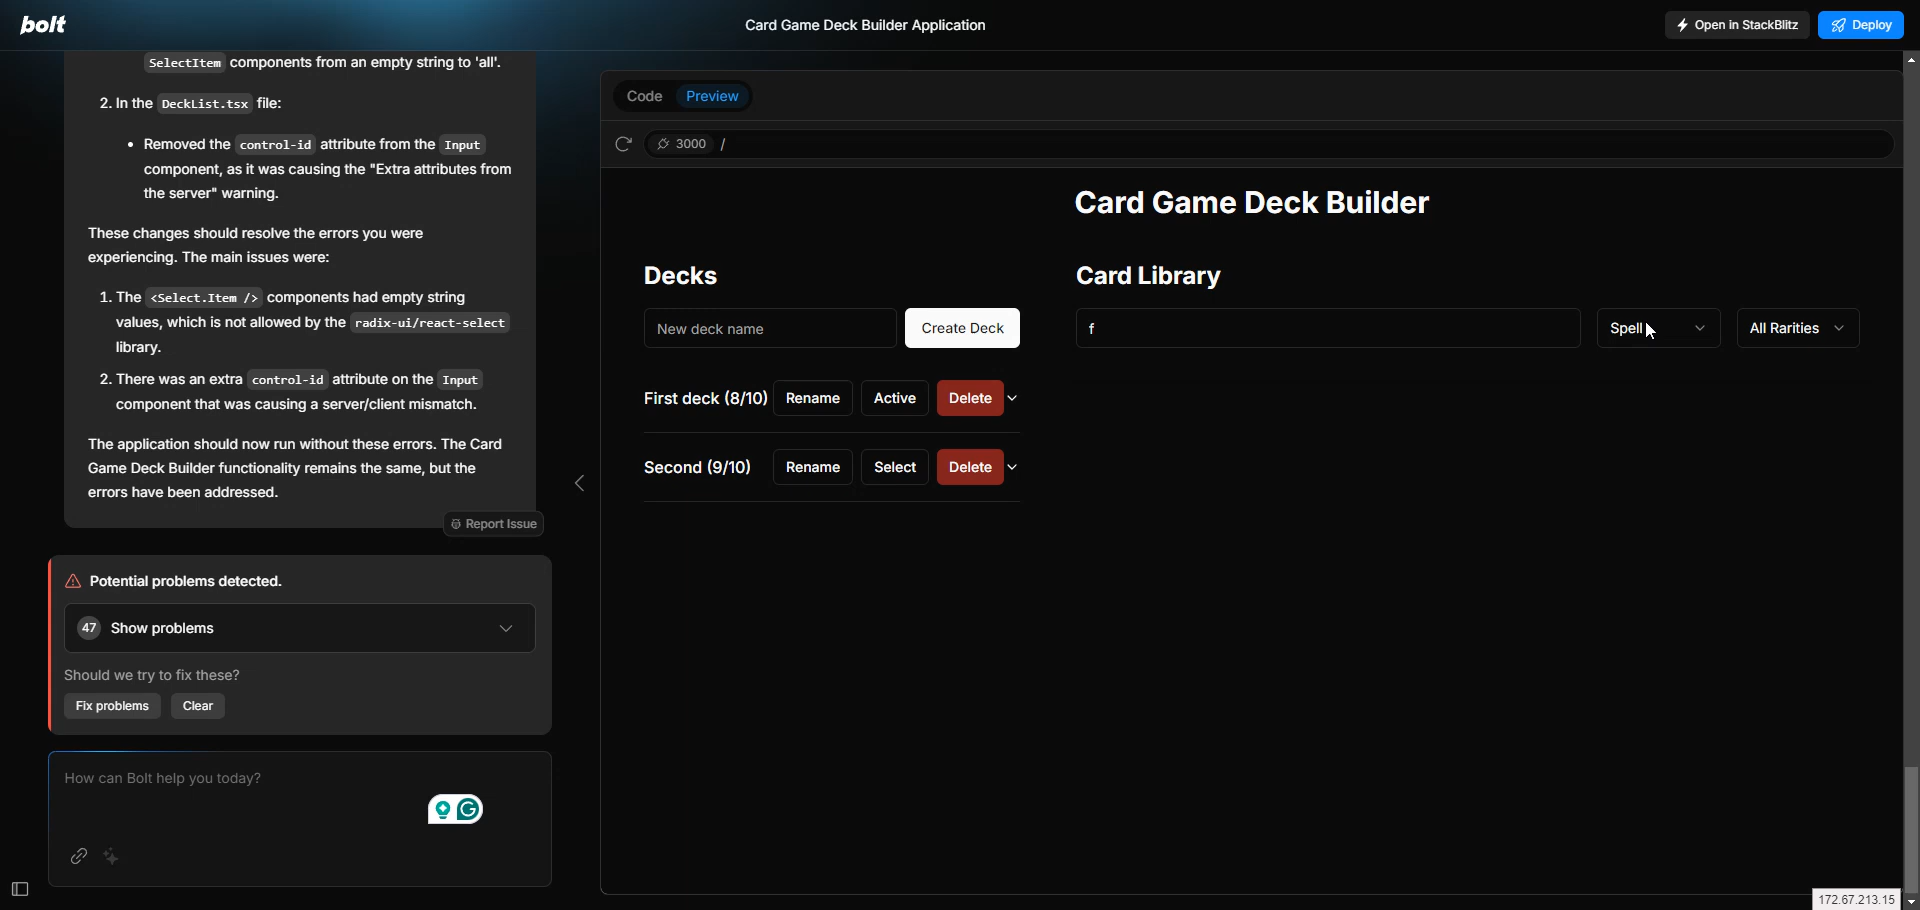 bolt
Card Game Deck Builder Application
Open in StackBlitz
Deploy
SelectItem components from an empty string to 'all'.
2. In the DeckList.tsx file:
• Removed the control-id attribute from the Input
component, as it was causing the "Extra attributes from
the server" warning.
These changes should resolve the errors you were
experiencing. The main issues were:
1. The <Select.Item /> components had empty string
values, which is not allowed by the radix-ui/react-select
library.
2. There was an extra control-id attribute on the Input
component that was causing a server/client mismatch.
The application should now run without these errors. The Card
Game Deck Builder functionality remains the same, but the
errors have been addressed.
Report Issue
Potential problems detected.
47 Show problems
Should we try to fix these?
Fix problems
Clear
How can Bolt help you today?
Code
Preview
3000 /
Card Game Deck Builder
Decks
New deck name
Create Deck
First deck (8/10) Rename Active Delete
Second (9/10) Rename Select Delete
Card Library
f
Spell
All Rarities
172.67.213.15